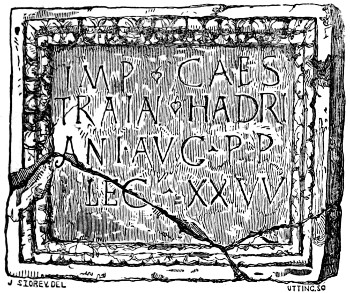 IMP CAES
TRAIAN HADRI
ANI AVG P P
LEG XX VV
J STOREY. DEL
UTTING. SC